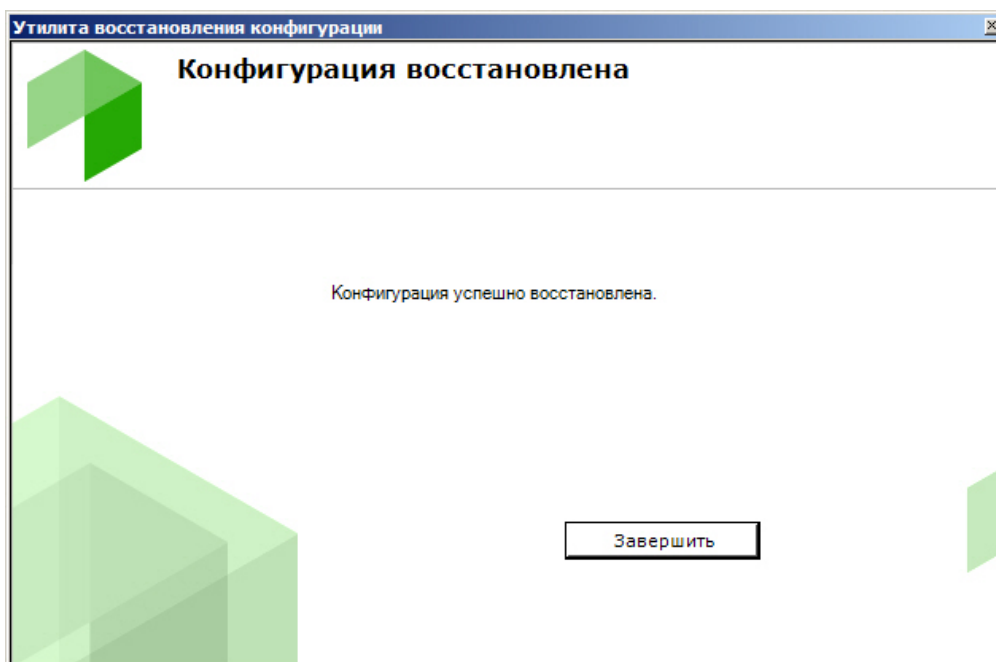 Утилита восстановления конфигурации
Конфигурация восстановлена
Конфигурация успешно восстановлена.
Завершить